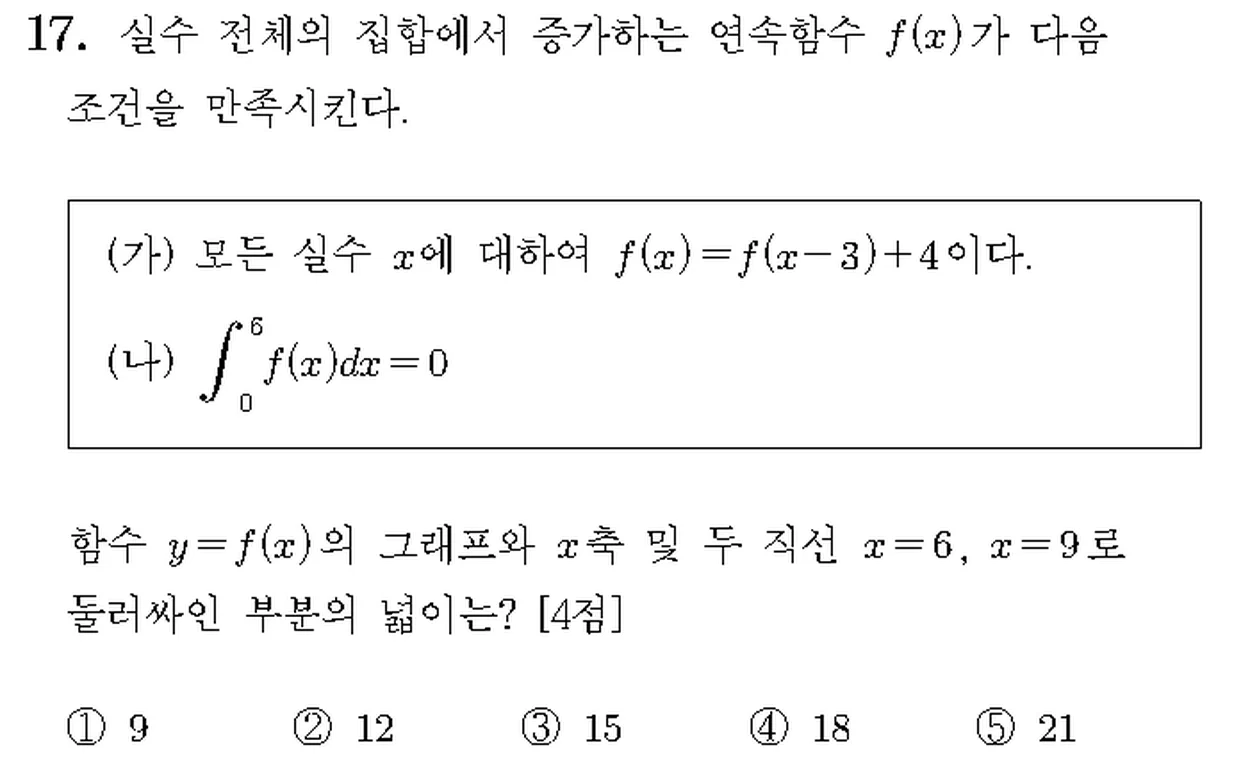 17. 실수 전체의 집합에서 증가하는 연속함수 f(x)가 다음
조건을 만족시킨다.
(가) 모든 실수 x에 대하여 f(x)=f(x-3)+4이다.
(나) ∫₀⁶ f(x)dx=0
함수 y=f(x)의 그래프와 x축 및 두 직선 x=6, x=9로
둘러싸인 부분의 넓이는? [4점]
① 9 ② 12 ③ 15 ④ 18 ⑤ 21